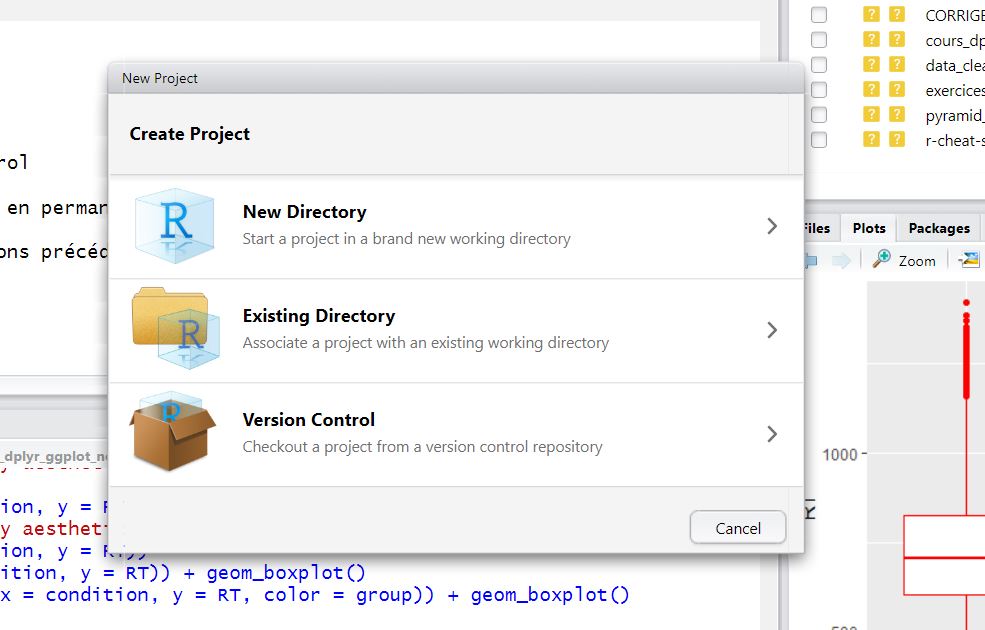 New Project
Create Project
R
New Directory
Start a project in a brand new working directory
R
Existing Directory
Associate a project with an existing working directory
R
Version Control
Checkout a project from a version control repository
Cancel
rol
en perman
ons précéd
_dplyr_ggplot_n
ion, y =
y aesthet
ion, y = RT))
ition, y = RT)) + geom_boxplot()
x = condition, y = RT, color = group)) + geom_boxplot()
? ? CORRIGE
? ? cours_dp
? ? data_clea
? ? exercices
? ? pyramid_
? ? r-cheat-s
Files Plots Packages
Zoom
1000
500